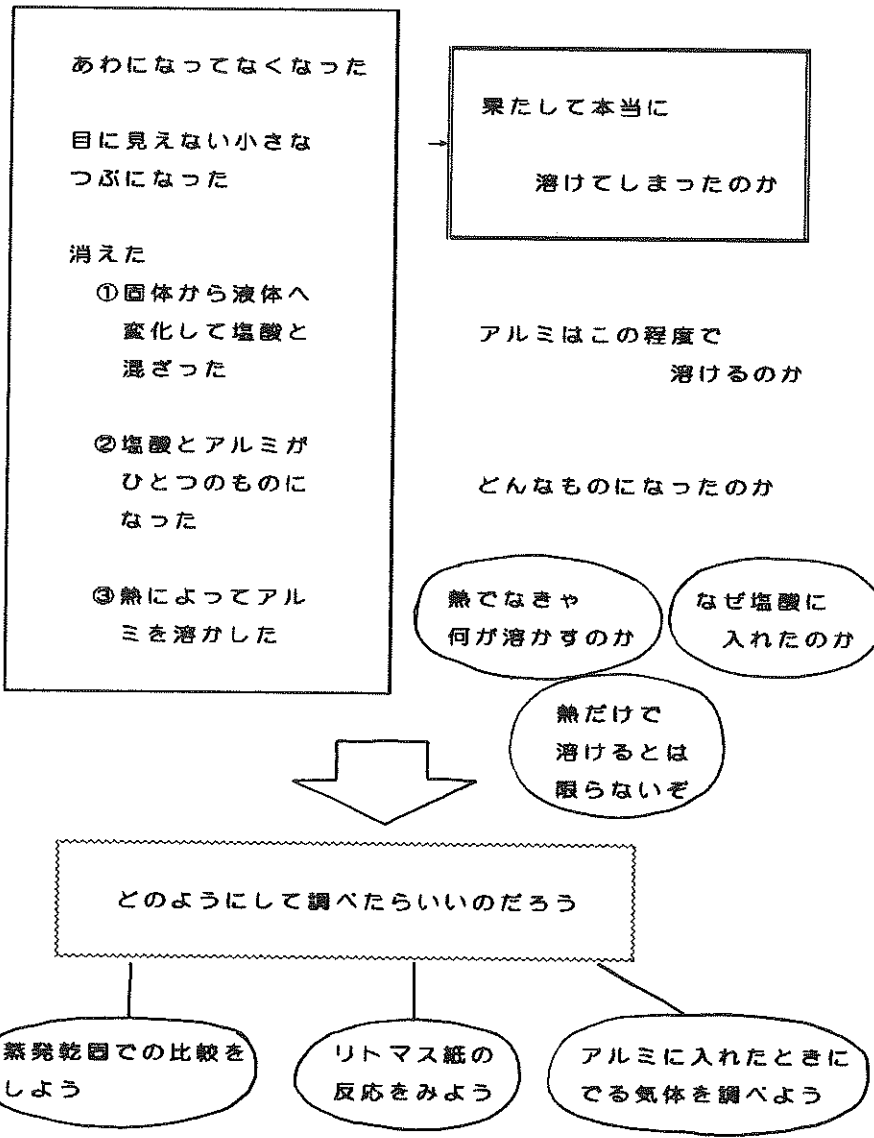 あわになってなくなった
目に見えない小さな
つぶになった
消えた
①固体から液体へ
変化して塩酸と
混ざった
②塩酸とアルミが
ひとつのものに
なった
③熱によってアル
ミを溶かした
→
果たして本当に
溶けてしまったのか
アルミはこの程度で
溶けるのか
どんなものになったのか
熱でなきゃ
何が溶かすのか
なぜ塩酸に
入れたのか
熱だけで
溶けるとは
限らないぞ
どのようにして調べたらいいのだろう
蒸発乾固での比較を
しよう
リトマス紙の
反応をみよう
アルミに入れたときに
でる気体を調べよう